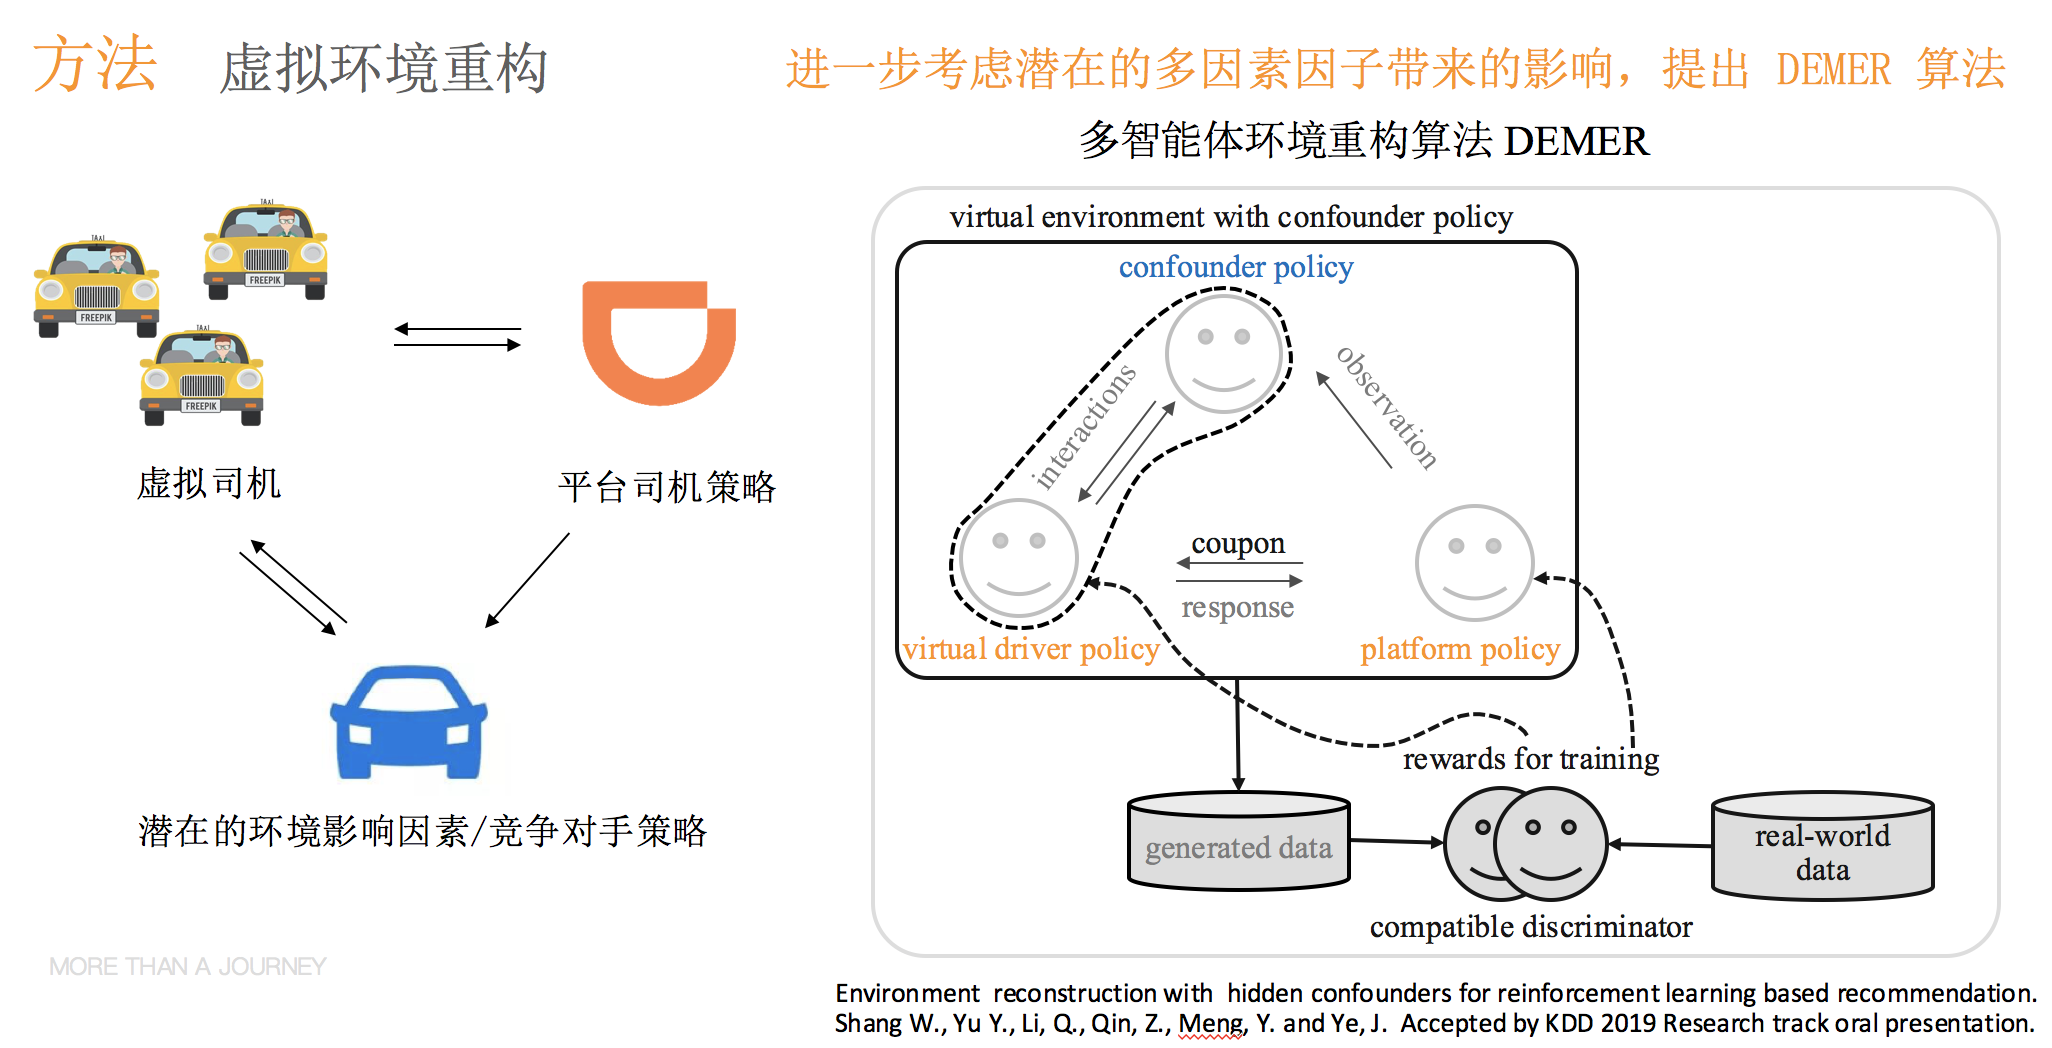 方法 虚拟环境重构
进一步考虑潜在的多因素因子带来的影响，提出 DEMER 算法
多智能体环境重构算法 DEMER
TAXI
FREEPIK
TAXI
FREEPIK
TAXI
FREEPIK
虚拟司机
平台司机策略
潜在的环境影响因素/竞争对手策略
MORE THAN A JOURNEY
virtual environment with confounder policy
confounder policy
interactions
observation
coupon
response
virtual driver policy
platform policy
rewards for training
generated data
real-world
data
compatible discriminator
Environment reconstruction with hidden confounders for reinforcement learning based recommendation.
Shang W., Yu Y., Li, Q., Qin, Z., Meng, Y. and Ye, J. Accepted by KDD 2019 Research track oral presentation.